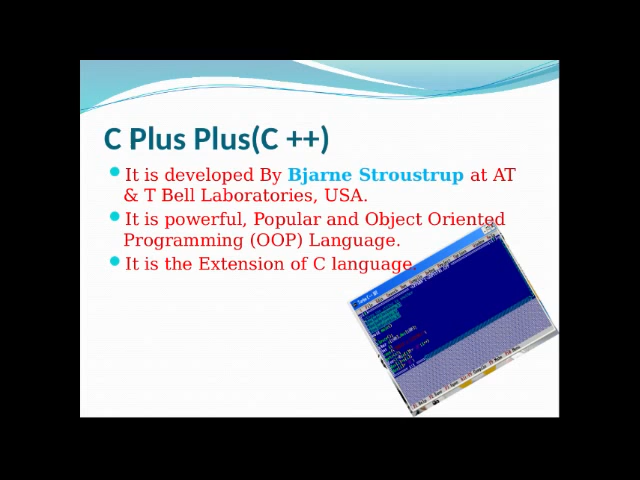 C Plus Plus(C ++)
It is developed By Bjarne Stroustrup at AT
& T Bell Laboratories, USA.
It is powerful, Popular and Object Oriented
Programming (OOP) Language.
It is the Extension of C language.